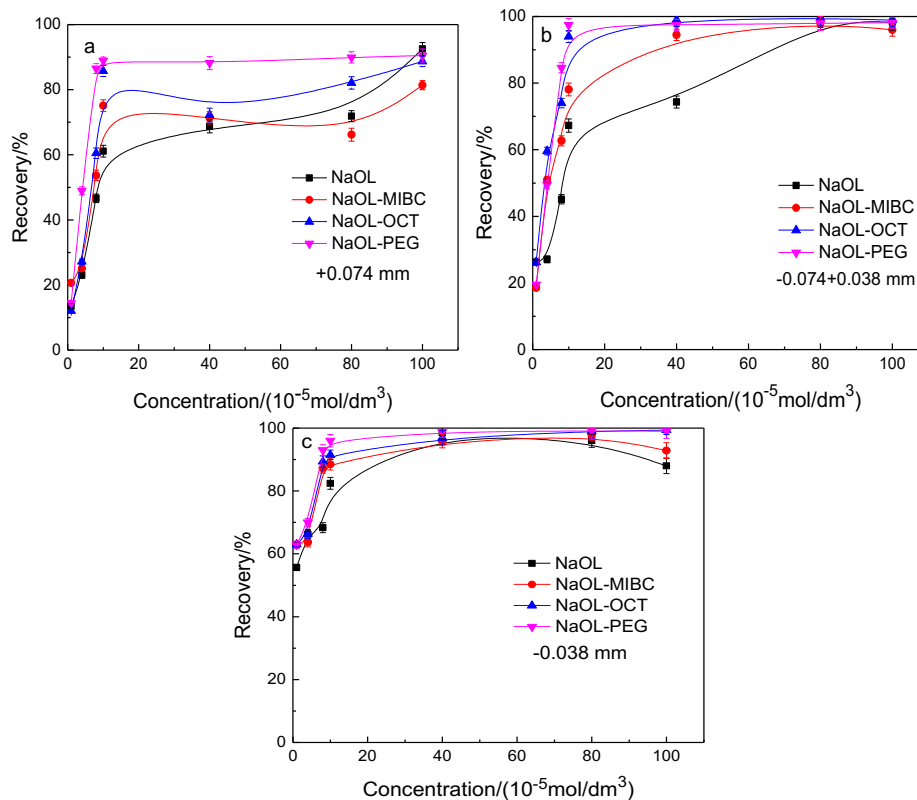 a
100
80
60
40
20
0
Recovery/%
NaOL
NaOL-MIBC
NaOL-OCT
NaOL-PEG
+0.074 mm
0 20 40 60 80 100
Concentration/(10⁻⁵mol/dm³)
b
100
80
60
40
20
0
Recovery/%
NaOL
NaOL-MIBC
NaOL-OCT
NaOL-PEG
-0.074+0.038 mm
0 20 40 60 80 100
Concentration/(10⁻⁵mol/dm³)
c
100
80
60
40
20
0
Recovery/%
NaOL
NaOL-MIBC
NaOL-OCT
NaOL-PEG
-0.038 mm
0 20 40 60 80 100
Concentration/(10⁻⁵mol/dm³)